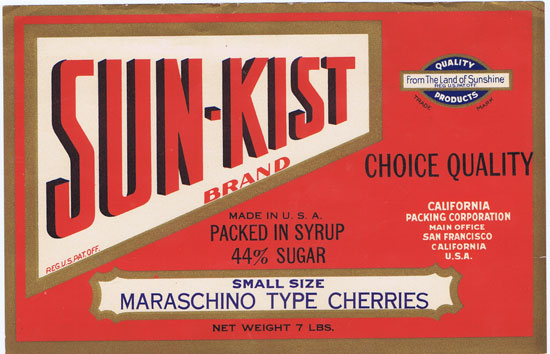 SUN-KIST
BRAND
REG. U.S. PAT. OFF.
QUALITY
From The Land of Sunshine
REG. U.S. PAT. OFF.
PRODUCTS
TRADE MARK
CHOICE QUALITY
MADE IN U. S. A.
PACKED IN SYRUP
44% SUGAR
CALIFORNIA
PACKING CORPORATION
MAIN OFFICE
SAN FRANCISCO
CALIFORNIA
U.S.A.
SMALL SIZE
MARASCHINO TYPE CHERRIES
NET WEIGHT 7 LBS.